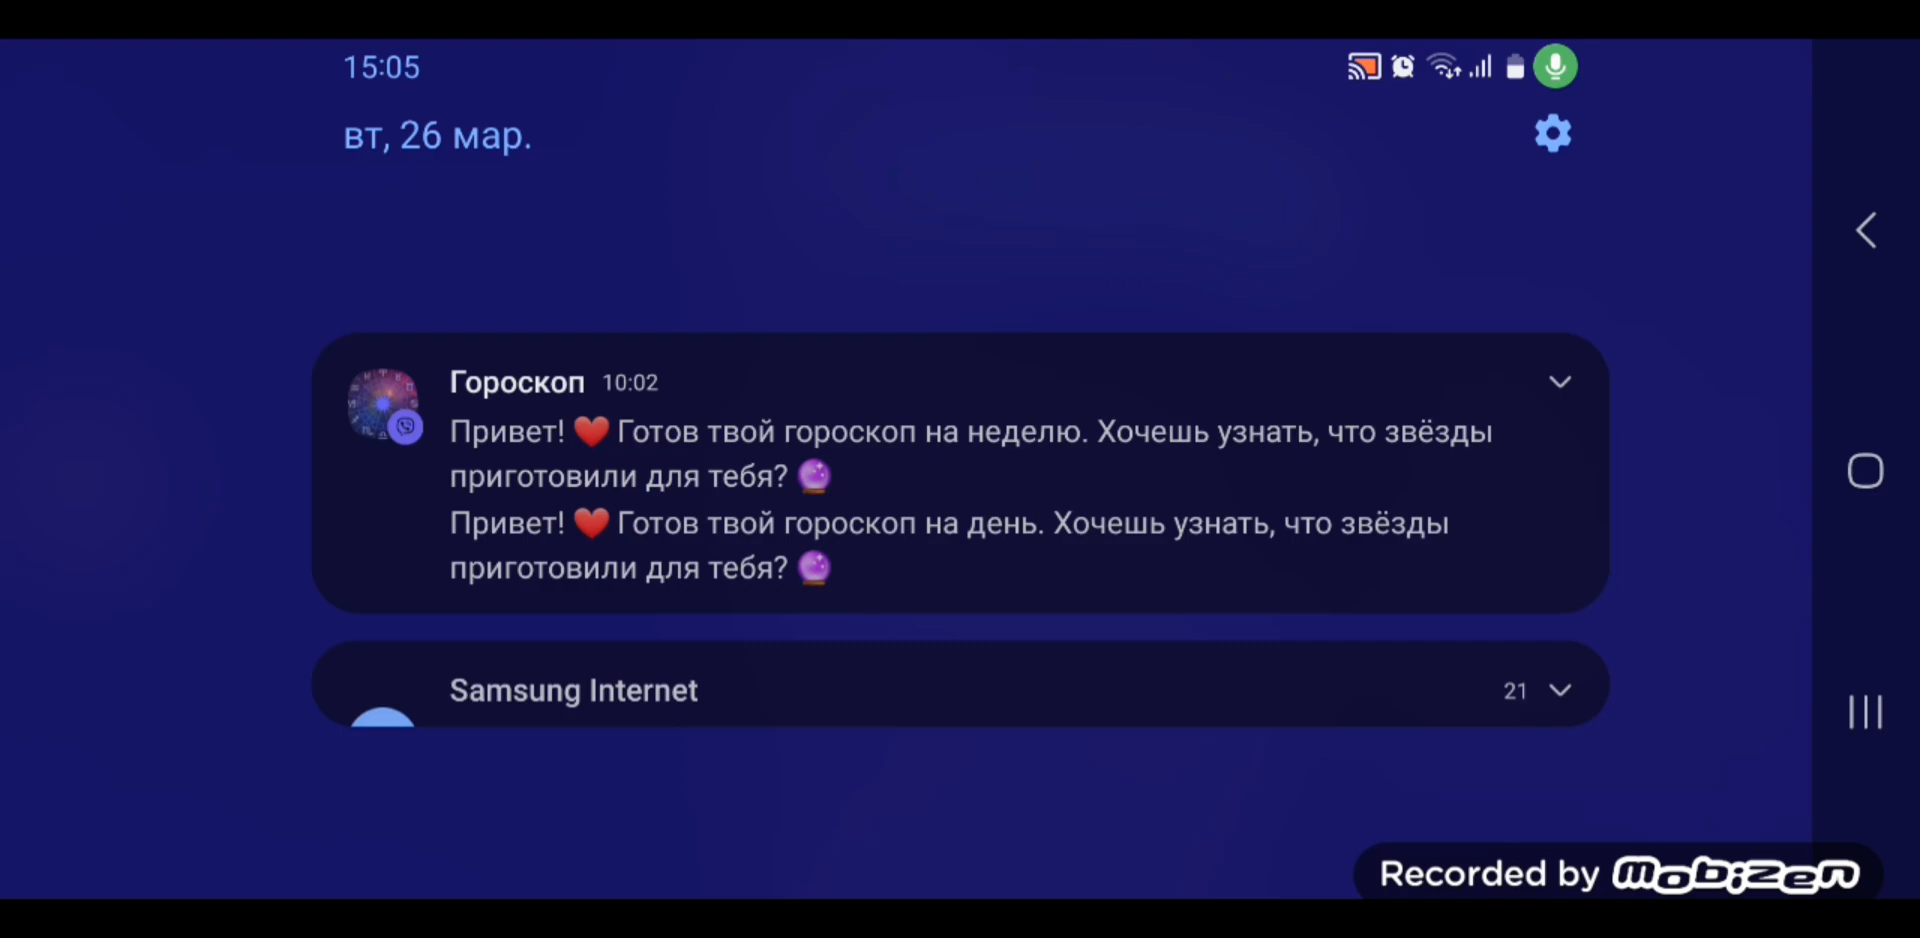 15:05
вт, 26 мар.
Гороскоп 10:02
Привет! ❤️ Готов твой гороскоп на неделю. Хочешь узнать, что звёзды
приготовили для тебя? 🔮
Привет! ❤️ Готов твой гороскоп на день. Хочешь узнать, что звёзды
приготовили для тебя? 🔮
Samsung Internet 21
Recorded by mobizen